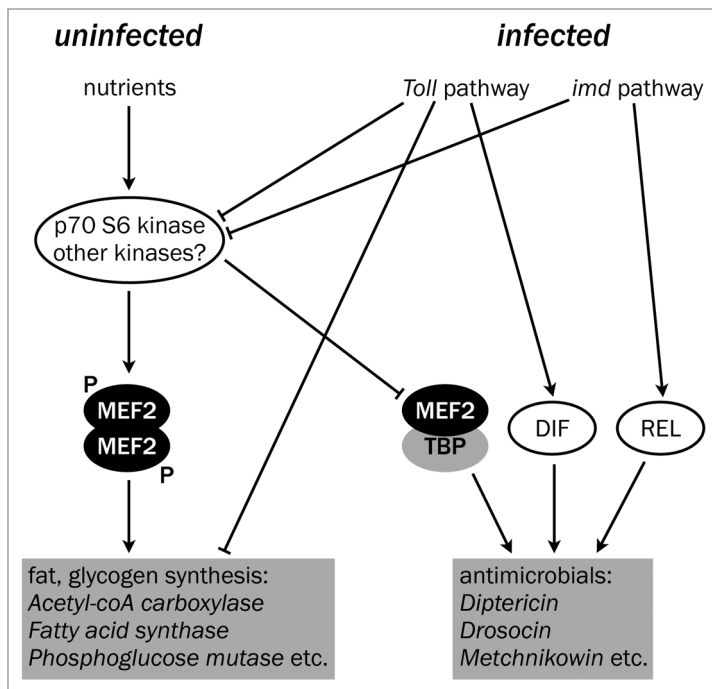 uninfected
infected
nutrients
Toll pathway
imd pathway
p70 S6 kinase
other kinases?
P
MEF2
MEF2
P
MEF2
TBP
DIF
REL
fat, glycogen synthesis:
Acetyl-coA carboxylase
Fatty acid synthase
Phosphoglucose mutase etc.
antimicrobials:
Diptericin
Drosocin
Metchnikowin etc.